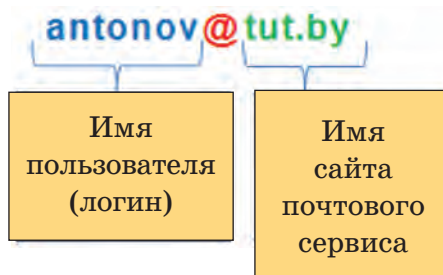 antonov@tut.by
Имя
пользователя
(логин)
Имя
сайта
почтового
сервиса